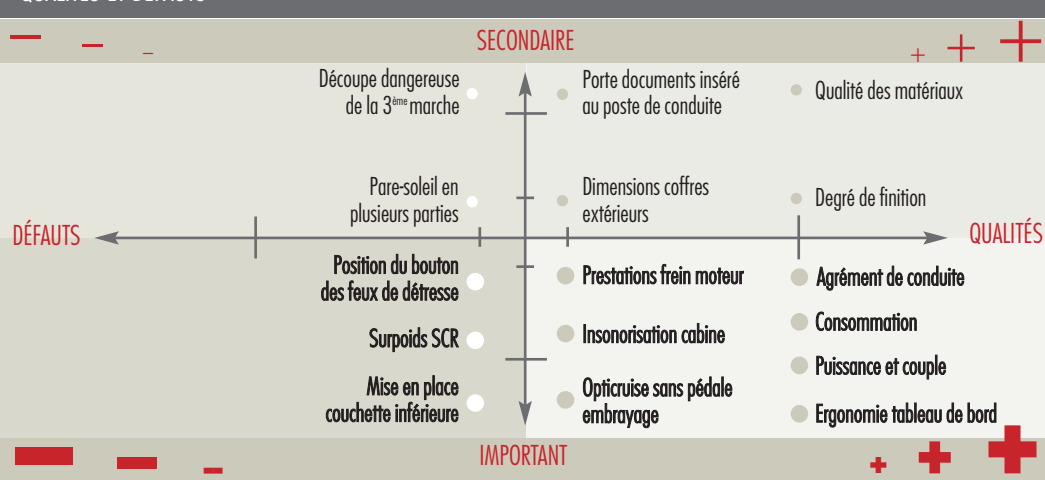 QUALITÉS ET DÉFAUTS
SECONDAIRE
Découpe dangereuse
de la 3ème marche
Porte documents inséré
au poste de conduite
Qualité des matériaux
Pare-soleil en
plusieurs parties
Dimensions coffres
extérieurs
Degré de finition
DÉFAUTS
QUALITÉS
Position du bouton
des feux de détresse
Prestations frein moteur
Agrément de conduite
Surpoids SCR
Insonorisation cabine
Consommation
Puissance et couple
Mise en place
couchette inférieure
Opticruise sans pédale
embrayage
Ergonomie tableau de bord
IMPORTANT